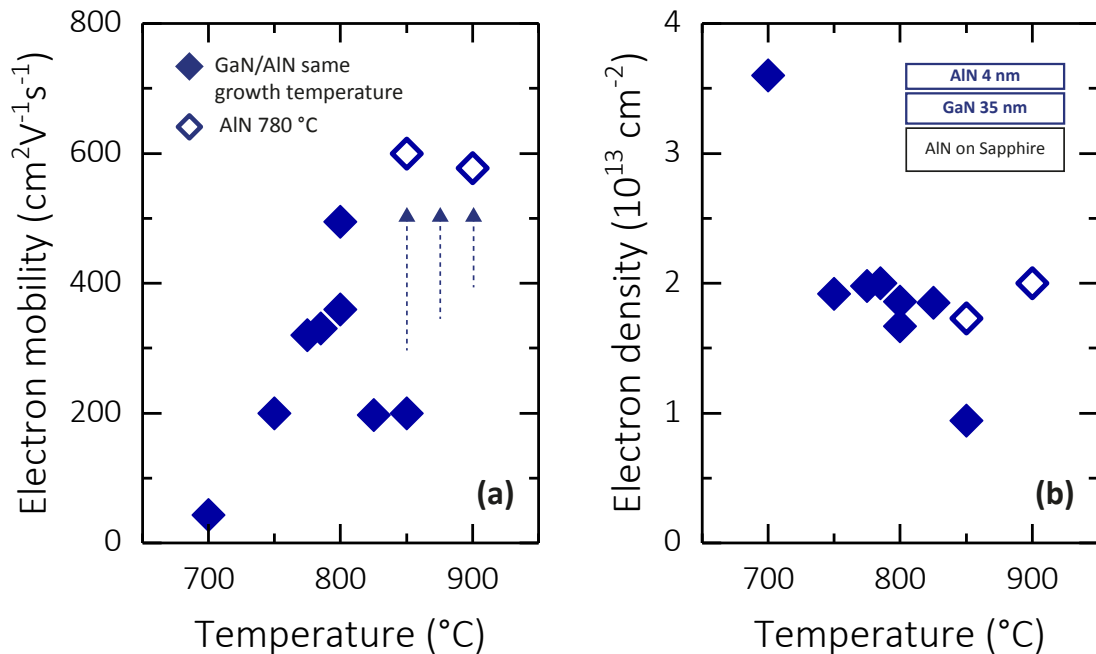 Electron mobility (cm²V⁻¹s⁻¹)
800
600
400
200
0
GaN/AlN same
growth temperature
AlN 780 °C
(a)
700
800
900
Temperature (°C)
Electron density (10¹³ cm⁻²)
4
3
2
1
0
AlN 4 nm
GaN 35 nm
AlN on Sapphire
(b)
700
800
900
Temperature (°C)